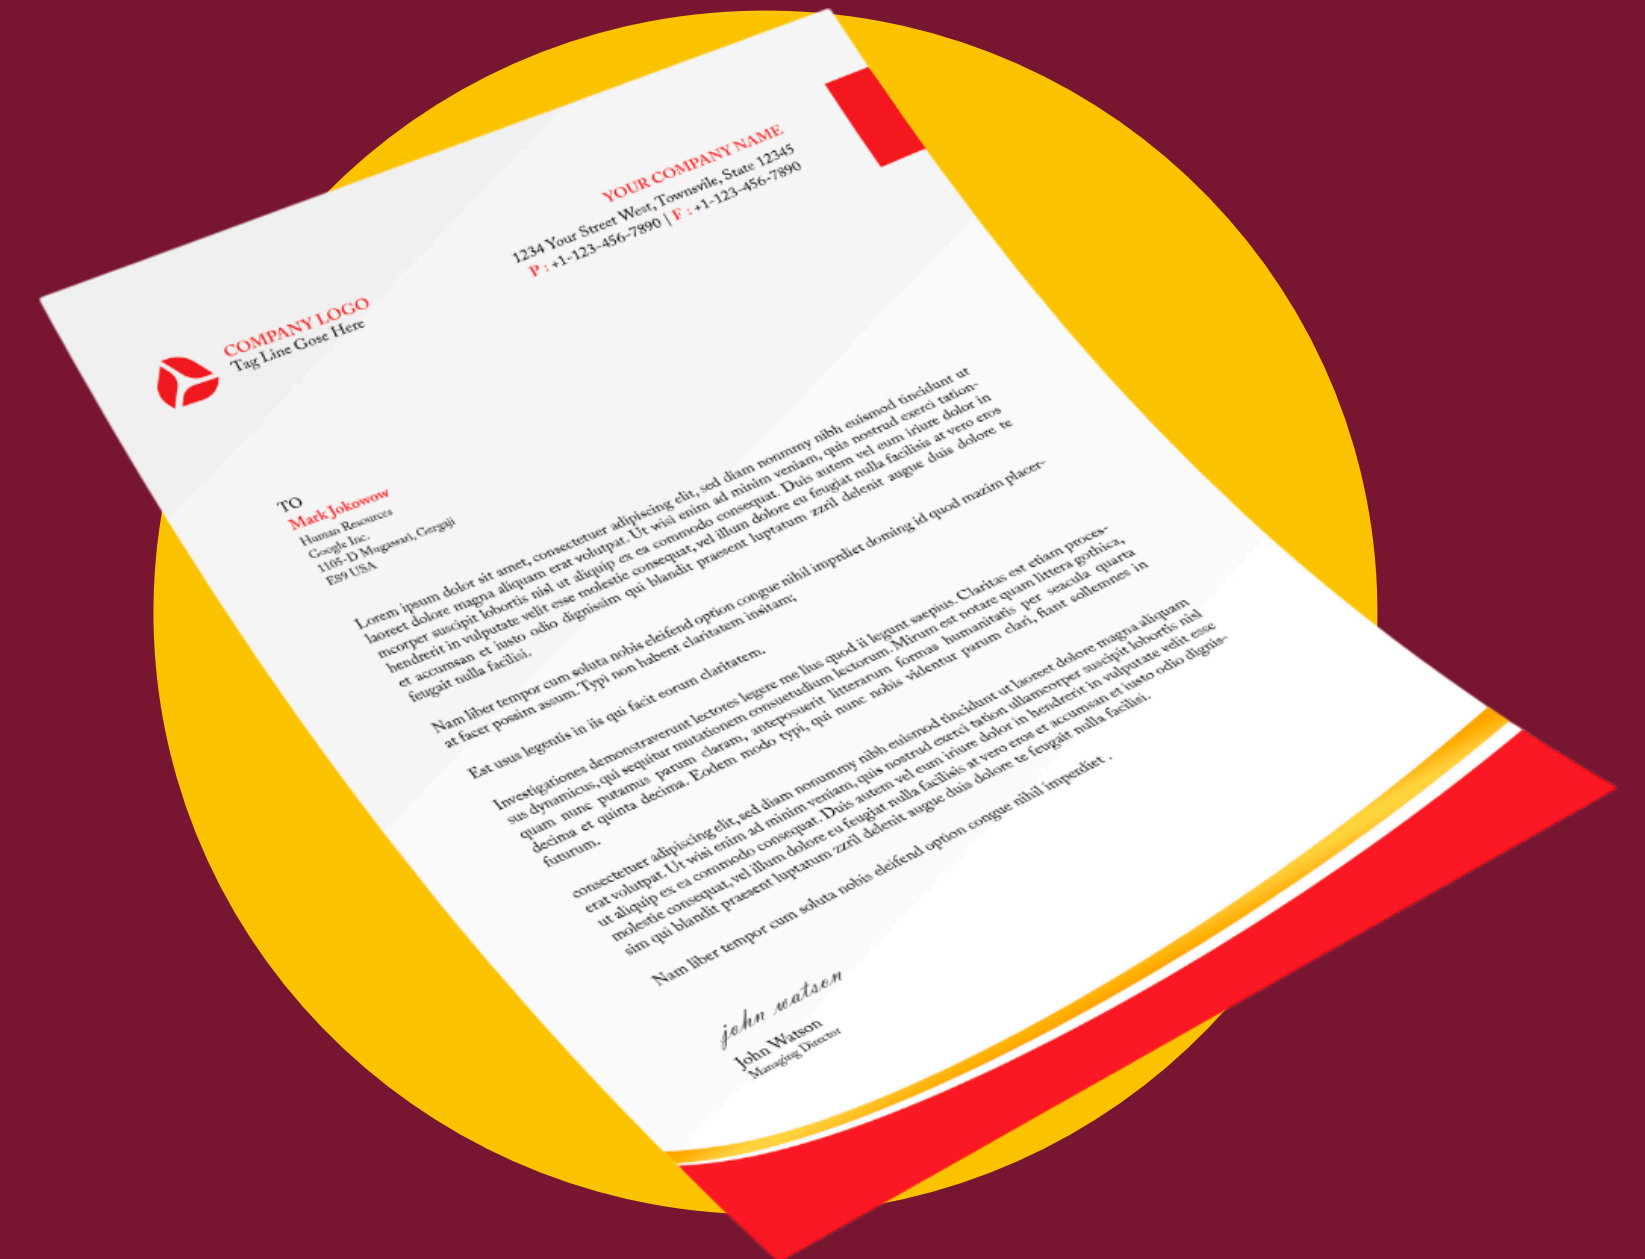 YOUR COMPANY NAME
1234 Your Street West, Townsvile, State 12345
P : +1-123-456-7890 | F : +1-123-456-7890
COMPANY LOGO
Tag Line Gose Here
TO
Mark Jokowow
Human Resources
Google Inc.
1105-D Mugassari, Gergaji
E89 USA
Lorem ipsum dolor sit amet, consectetuer adipiscing elit, sed diam nonmmy nibh euismod tincidunt ut
laoreet dolore magna aliquam erat volutpat. Ut wisi enim ad minim veniam, quis nostrud exerci tation-
mcorper suscipit lobortis nisl ut aliquip ex ea commodo consequat. Duis autem vel eum iriure dolor in
hendrerit in vulputate velit esse molestie consequat, vel illum dolore eu feugiat nulla facilisis at vero eros
et accumsan et iusto odio dignissim qui blandit praesent luptatum zzril delenit augue duis dolore te
feugait nulla facilisi.
Nam liber tempor cum soluta nobis eleifend option congue nihil imprdiet doming id quod mazim placer-
at facer possim assum. Typi non habent claritatem insitam;
Est usus legentis in iis qui facit eorum claritatem.
Investigationes demonstraverunt lectores legere me lius quod ii legunt saepius. Claritas est etiam proces-
sus dynamicus, qui sequitur mutationem consuetudium lectorum. Mirum est notare quam littera gothica,
quam nunc putamus parum claram, anteposuerit litterarum formas humanitatis per seacula quarta
decima et quinta decima. Eodem modo typi, qui nunc nobis videntur parum clari, fiant sollemnes in
futurum.
consectetuer adipiscing elit, sed diam nonummy nibh euismod tincidunt ut laoreet dolore magna aliquam
erat volutpat. Ut wisi enim ad minim veniam, quis nostrud exerci tation ullamcorper suscipit lobortis nisl
ut aliquip ex ea commodo consequat. Duis autem vel eum iriure dolor in hendrerit in vulputate velit esse
molestie consequat, vel illum dolore eu feugiat nulla facilisis at vero eros et accumsan et iusto odio dignis-
sim qui blandit praesent luptatum zzril delenit augue duis dolore te feugait nulla facilisi.
Nam liber tempor cum soluta nobis eleifend option congue nihil imperdiet .
john watson
John Watson
Managing Director